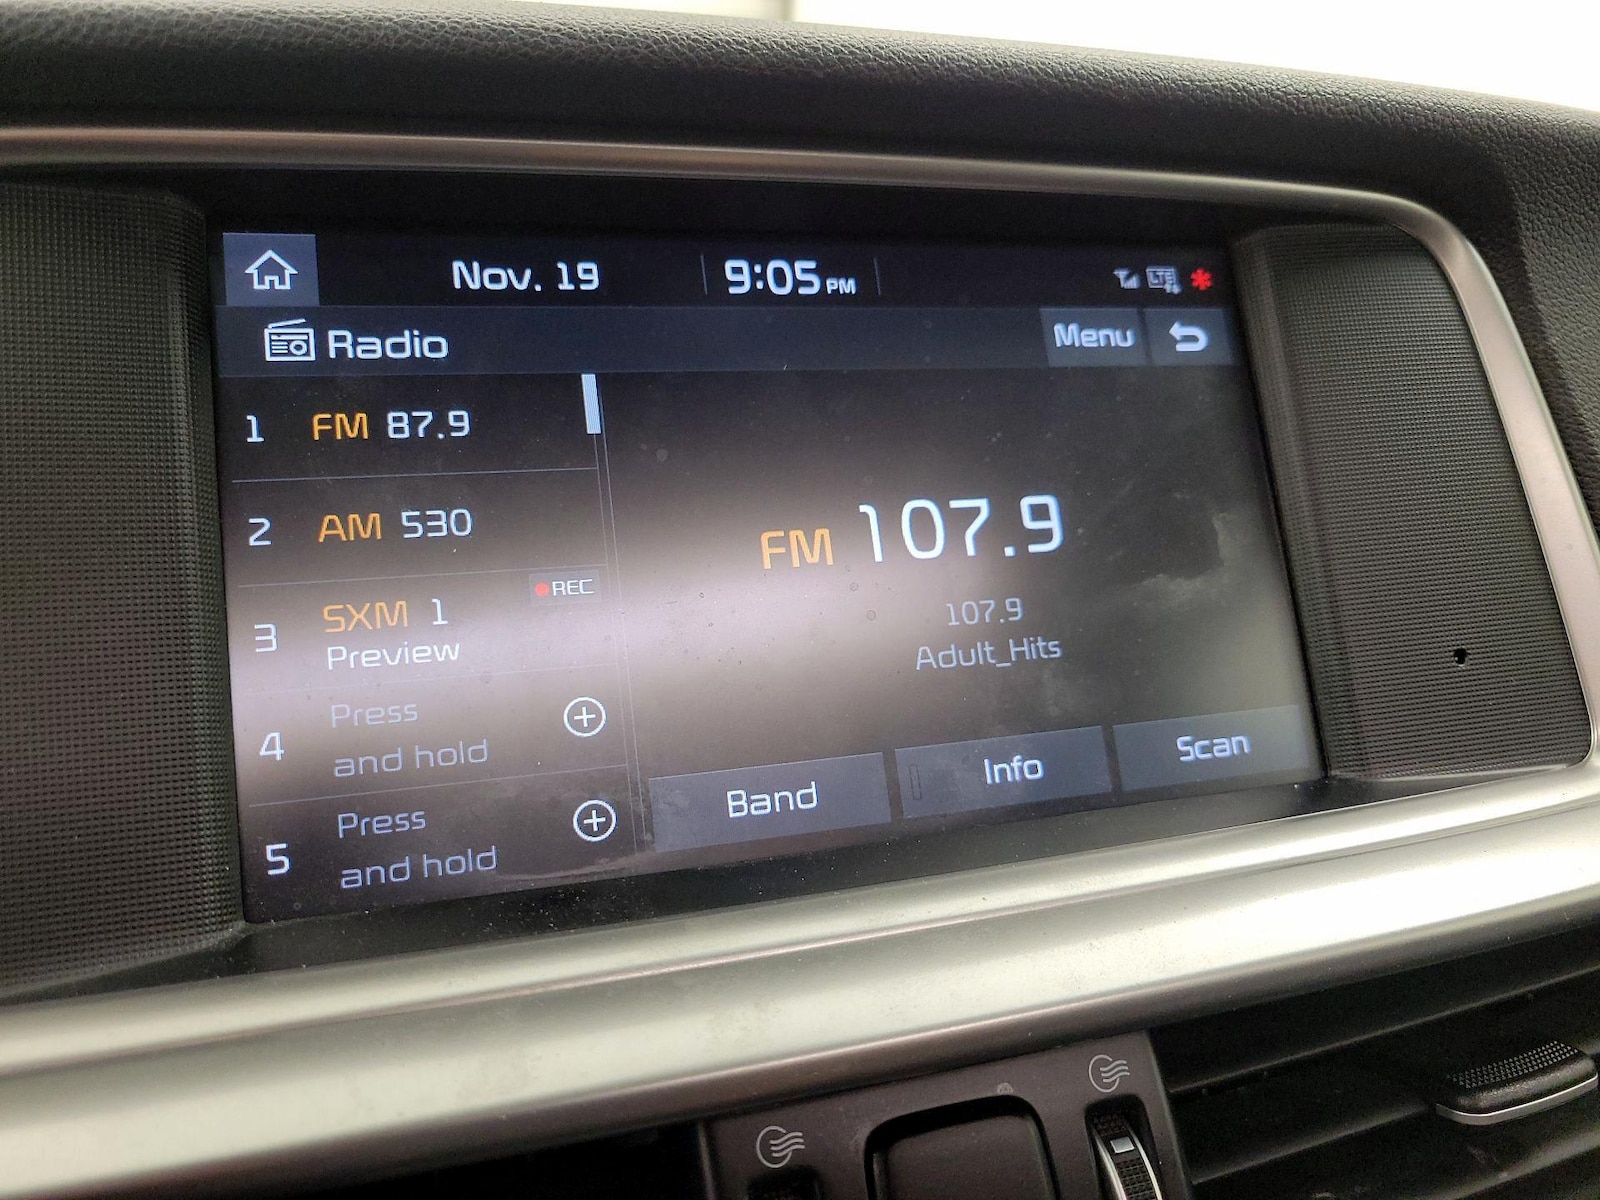 Nov. 19 9:05 PM LTE
Radio Menu
1 FM 87.9
2 AM 530
REC
3 SXM 1
Preview
4 Press
and hold
5 Press
and hold
FM 107.9
107.9
Adult_Hits
Band Info Scan